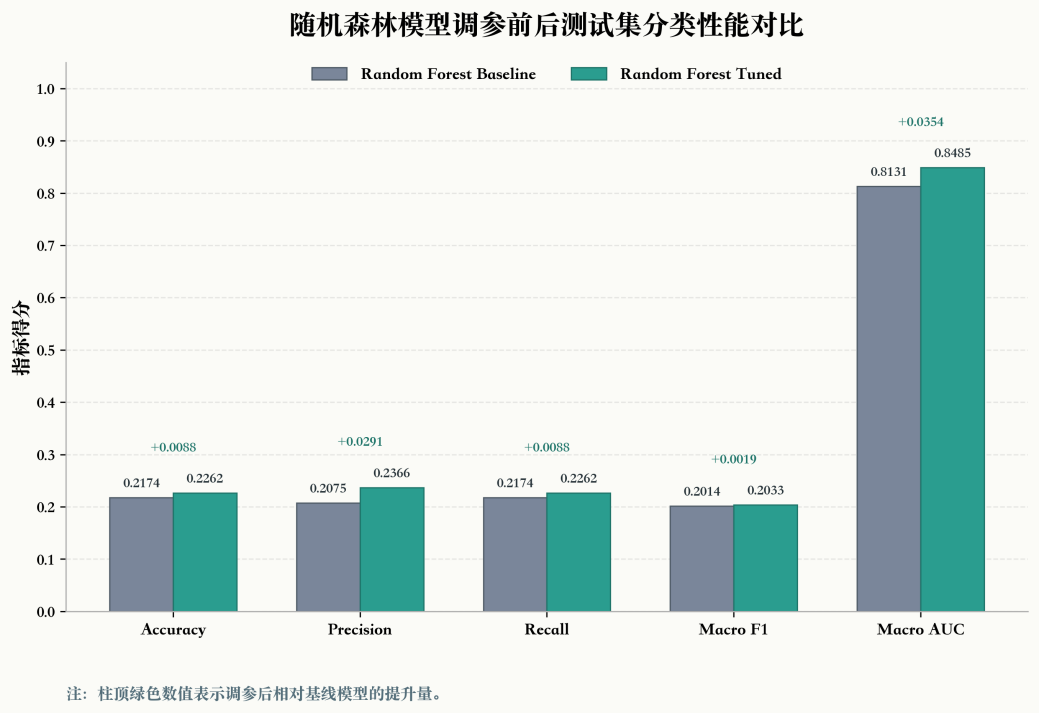 随机森林模型调参前后测试集分类性能对比
Random Forest Baseline
Random Forest Tuned
指标得分
1.0
0.9
0.8
0.7
0.6
0.5
0.4
0.3
0.2
0.1
0.0
+0.0088
0.2174
0.2262
+0.0291
0.2075
0.2366
+0.0088
0.2174
0.2262
+0.0019
0.2014
0.2033
+0.0354
0.8131
0.8485
Accuracy
Precision
Recall
Macro F1
Macro AUC
注：柱顶绿色数值表示调参后相对基线模型的提升量。